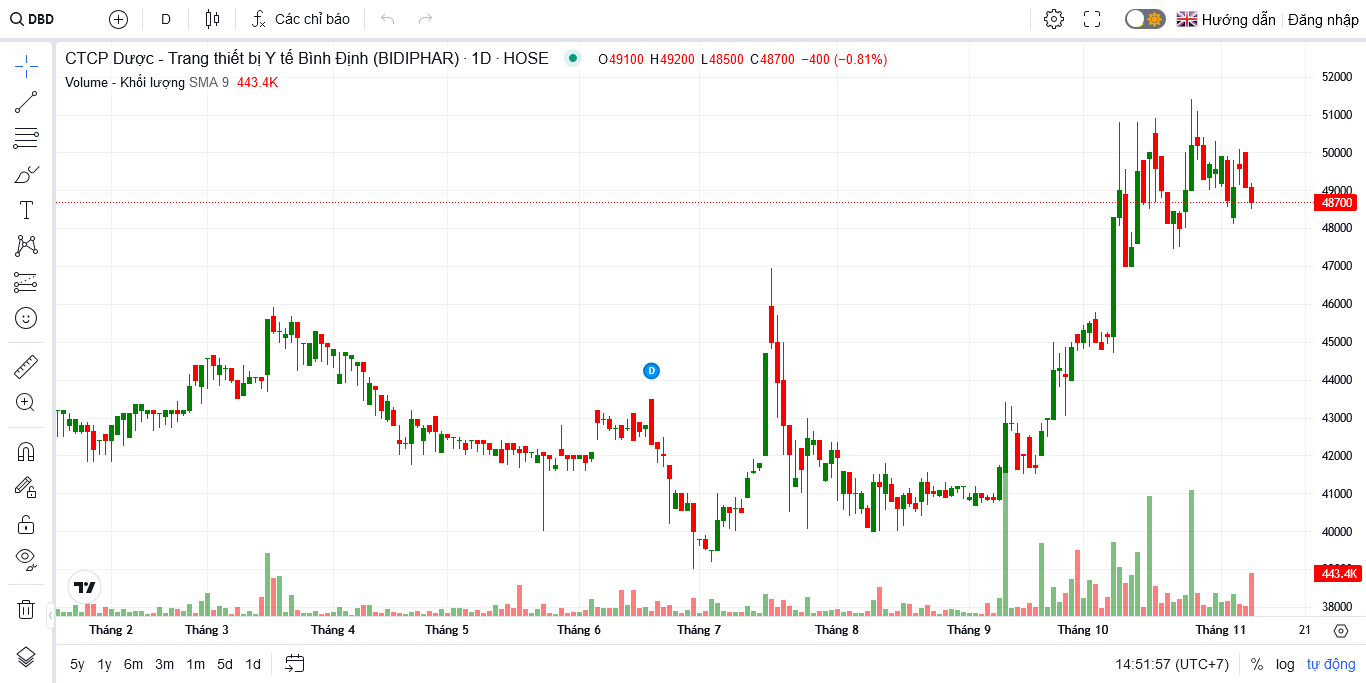 DBD D Các chỉ báo Hướng dẫn Đăng nhập
CTCP Dược - Trang thiết bị Y tế Bình Định (BIDIPHAR) · 1D · HOSE O49100 H49200 L48500 C48700 −400 (−0.81%)
Volume - Khối lượng SMA 9 443.4K
52000
51000
50000
49000
48700
48000
47000
46000
45000
44000
D
43000
42000
41000
40000
443.4K
38000
Tháng 2 Tháng 3 Tháng 4 Tháng 5 Tháng 6 Tháng 7 Tháng 8 Tháng 9 Tháng 10 Tháng 11 21
5y 1y 6m 3m 1m 5d 1d 14:51:57 (UTC+7) % log tự động